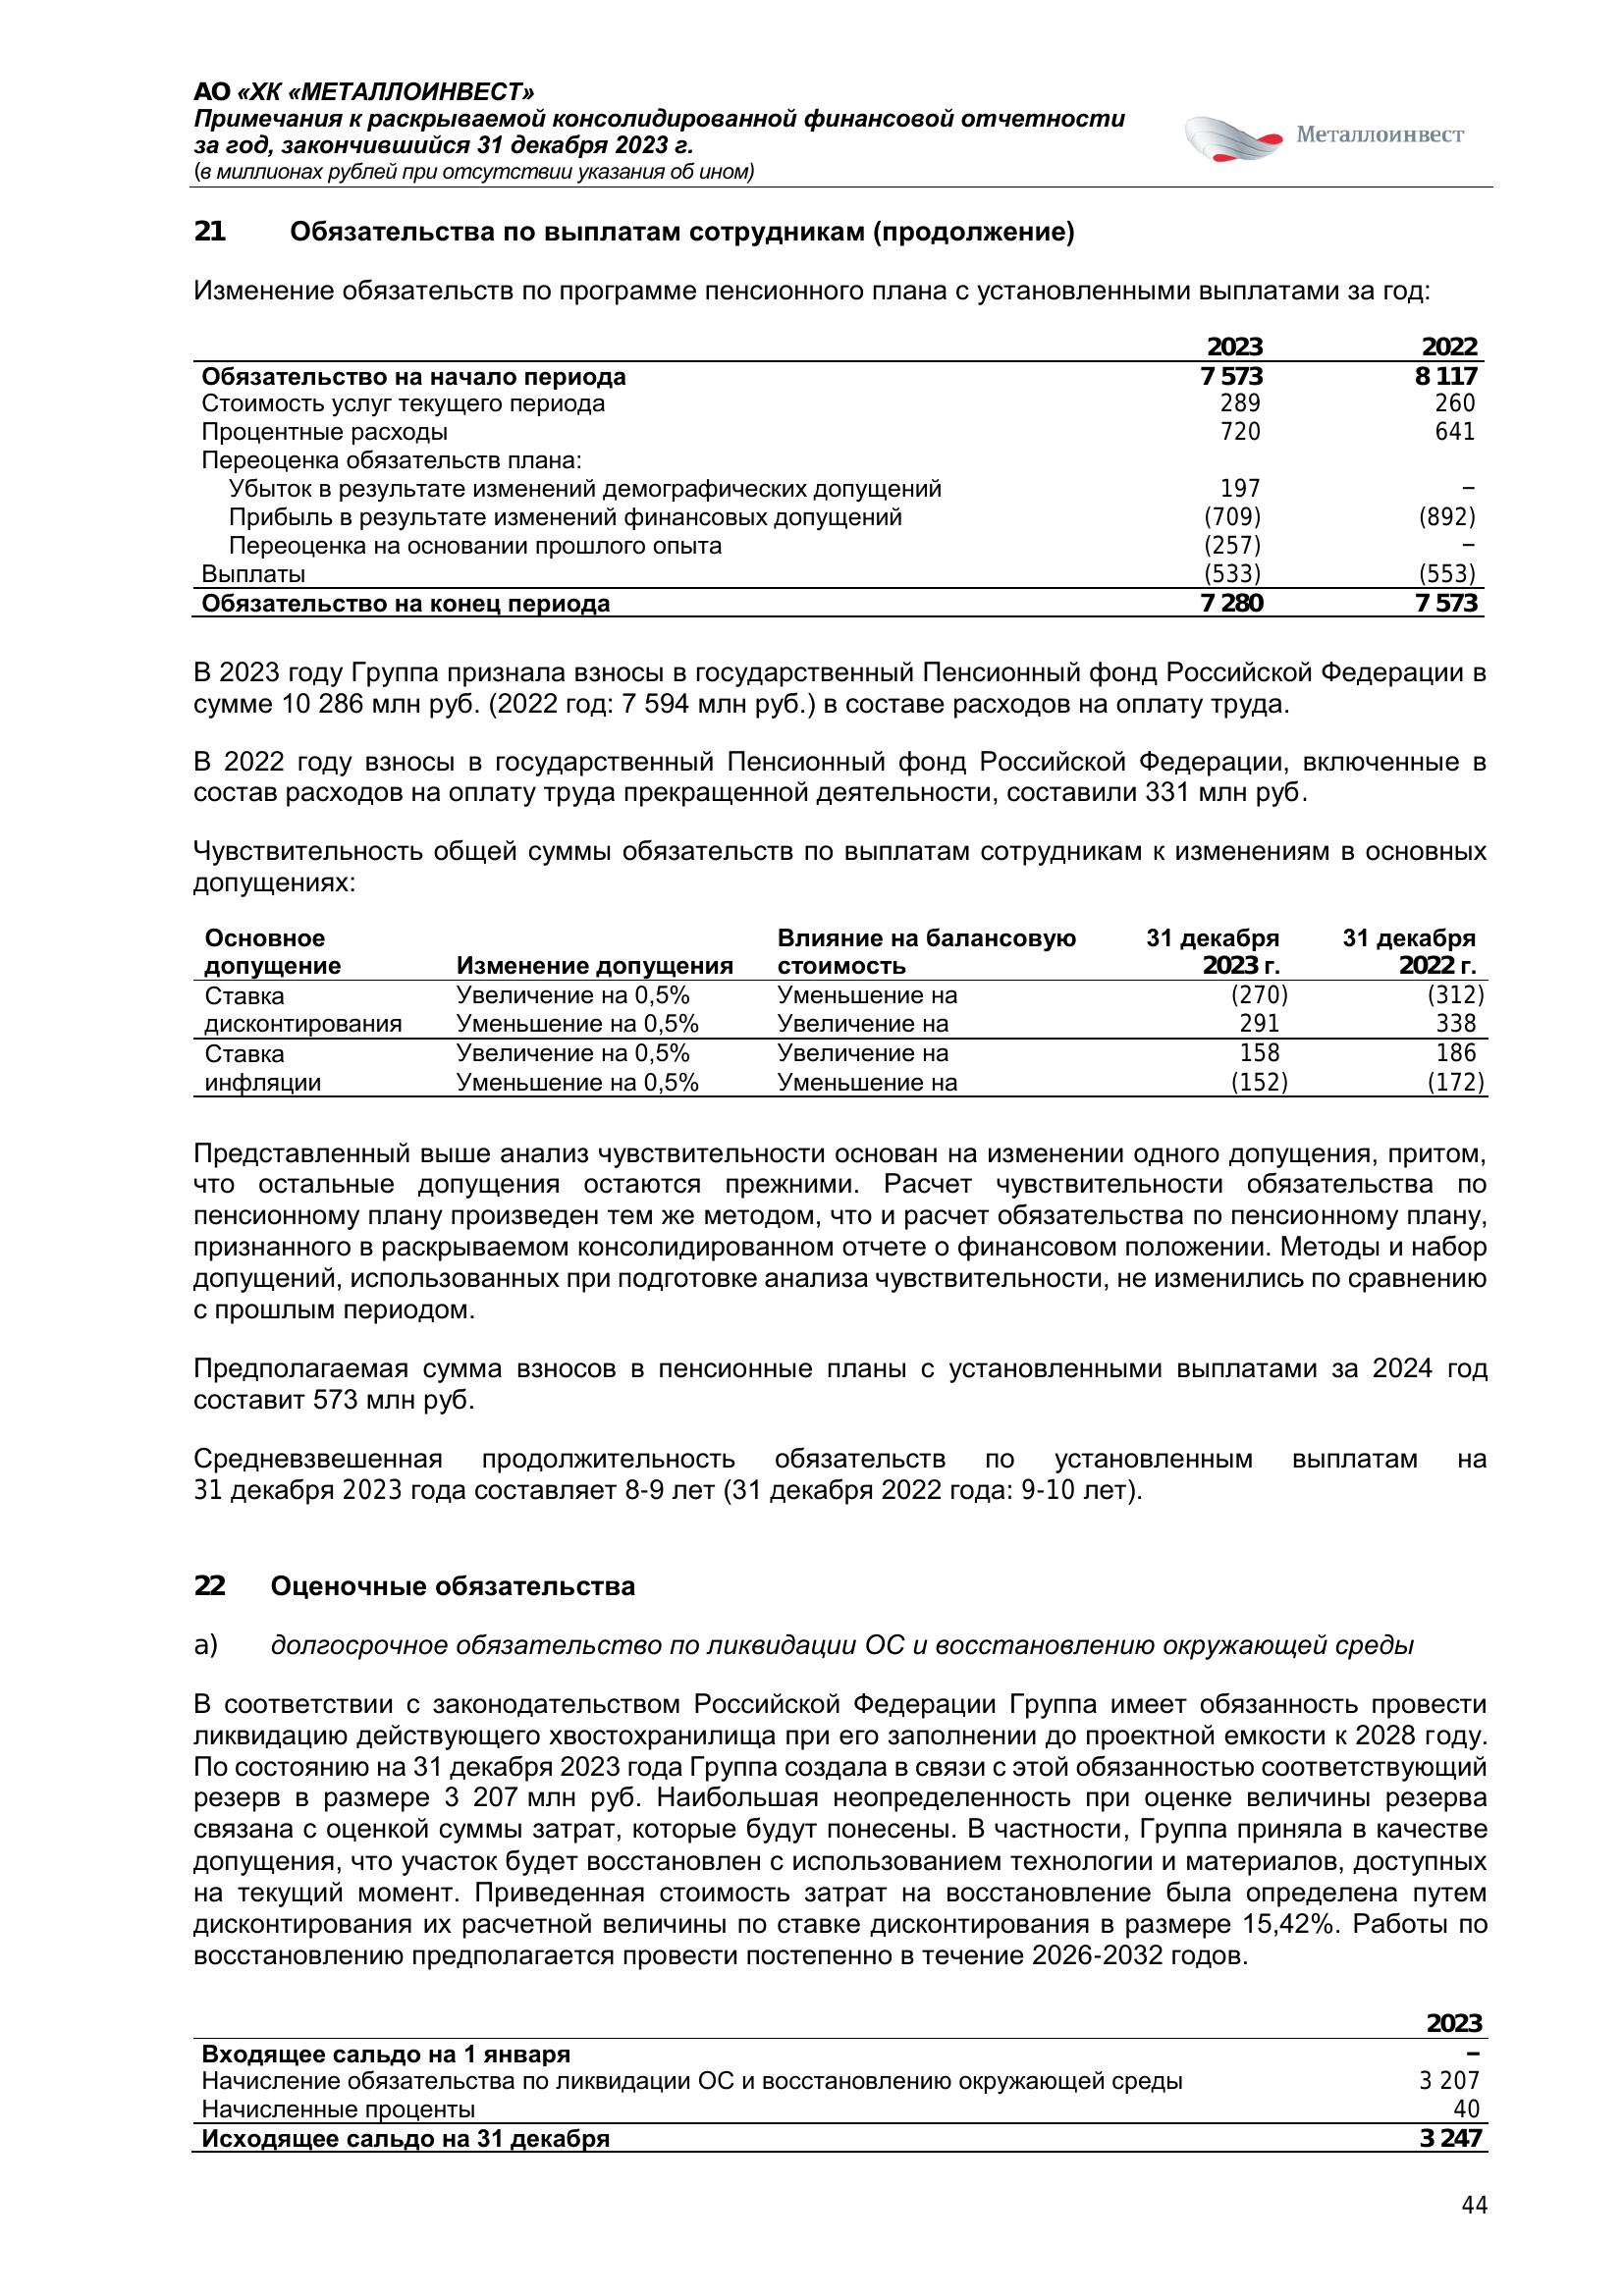 АО «ХК «МЕТАЛЛОИНВЕСТ»
Примечания к раскрываемой консолидированной финансовой отчетности
за год, закончившийся 31 декабря 2023 г.
(в миллионах рублей при отсутствии указания об ином)
Металлоинвест
21 Обязательства по выплатам сотрудникам (продолжение)
Изменение обязательств по программе пенсионного плана с установленными выплатами за год:
2023 2022
Обязательство на начало периода 7 573 8 117
Стоимость услуг текущего периода 289 260
Процентные расходы 720 641
Переоценка обязательств плана:
Убыток в результате изменений демографических допущений 197 –
Прибыль в результате изменений финансовых допущений (709) (892)
Переоценка на основании прошлого опыта (257) –
Выплаты (533) (553)
Обязательство на конец периода 7 280 7 573
В 2023 году Группа признала взносы в государственный Пенсионный фонд Российской Федерации в
сумме 10 286 млн руб. (2022 год: 7 594 млн руб.) в составе расходов на оплату труда.
В 2022 году взносы в государственный Пенсионный фонд Российской Федерации, включенные в
состав расходов на оплату труда прекращенной деятельности, составили 331 млн руб.
Чувствительность общей суммы обязательств по выплатам сотрудникам к изменениям в основных
допущениях:
Основное Влияние на балансовую 31 декабря 31 декабря
допущение Изменение допущения стоимость 2023 г. 2022 г.
Ставка Увеличение на 0,5% Уменьшение на (270) (312)
дисконтирования Уменьшение на 0,5% Увеличение на 291 338
Ставка Увеличение на 0,5% Увеличение на 158 186
инфляции Уменьшение на 0,5% Уменьшение на (152) (172)
Представленный выше анализ чувствительности основан на изменении одного допущения, притом,
что остальные допущения остаются прежними. Расчет чувствительности обязательства по
пенсионному плану произведен тем же методом, что и расчет обязательства по пенсионному плану,
признанного в раскрываемом консолидированном отчете о финансовом положении. Методы и набор
допущений, использованных при подготовке анализа чувствительности, не изменились по сравнению
с прошлым периодом.
Предполагаемая сумма взносов в пенсионные планы с установленными выплатами за 2024 год
составит 573 млн руб.
Средневзвешенная продолжительность обязательств по установленным выплатам на
31 декабря 2023 года составляет 8-9 лет (31 декабря 2022 года: 9-10 лет).
22 Оценочные обязательства
а) долгосрочное обязательство по ликвидации ОС и восстановлению окружающей среды
В соответствии с законодательством Российской Федерации Группа имеет обязанность провести
ликвидацию действующего хвостохранилища при его заполнении до проектной емкости к 2028 году.
По состоянию на 31 декабря 2023 года Группа создала в связи с этой обязанностью соответствующий
резерв в размере 3 207 млн руб. Наибольшая неопределенность при оценке величины резерва
связана с оценкой суммы затрат, которые будут понесены. В частности, Группа приняла в качестве
допущения, что участок будет восстановлен с использованием технологии и материалов, доступных
на текущий момент. Приведенная стоимость затрат на восстановление была определена путем
дисконтирования их расчетной величины по ставке дисконтирования в размере 15,42%. Работы по
восстановлению предполагается провести постепенно в течение 2026-2032 годов.
2023
Входящее сальдо на 1 января –
Начисление обязательства по ликвидации ОС и восстановлению окружающей среды 3 207
Начисленные проценты 40
Исходящее сальдо на 31 декабря 3 247
44